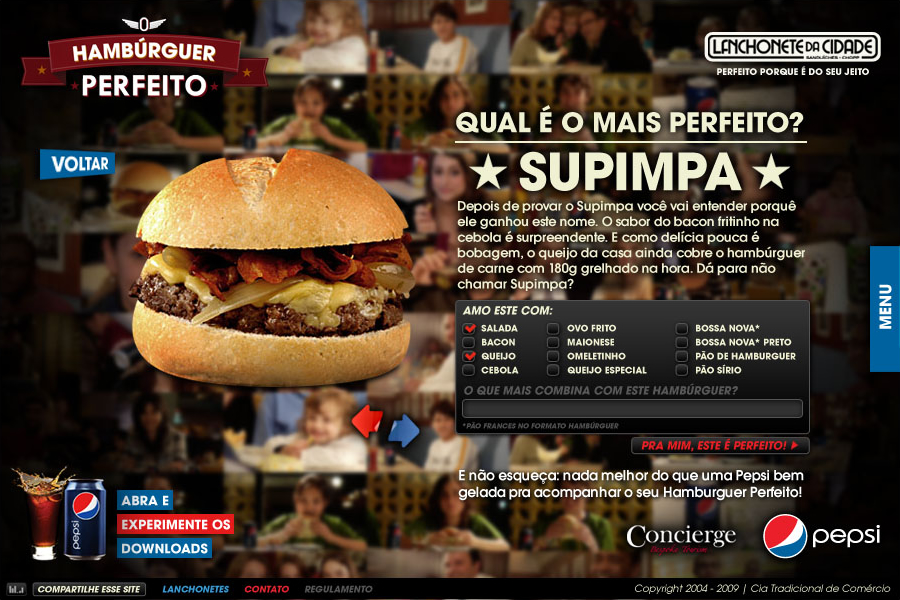 O
HAMBÚRGUER
PERFEITO
LANCHONETE DA CIDADE
SANDUÍCHES - CHOPP
PERFEITO PORQUE É DO SEU JEITO
VOLTAR
QUAL É O MAIS PERFEITO?
SUPIMPA
Depois de provar o Supimpa você vai entender porquê
ele ganhou este nome. O sabor do bacon fritinho na
cebola é surpreendente. E como delícia pouca é
bobagem, o queijo da casa ainda cobre o hambúrguer
de carne com 180g grelhado na hora. Dá para não
chamar Supimpa?
MENU
AMO ESTE COM:
SALADA OVO FRITO BOSSA NOVA*
BACON MAIONESE BOSSA NOVA* PRETO
QUEIJO OMELETINHO PÃO DE HAMBURGUER
CEBOLA QUEIJO ESPECIAL PÃO SÍRIO
O QUE MAIS COMBINA COM ESTE HAMBÚRGUER?
*PÃO FRANCES NO FORMATO HAMBÚRGUER
PRA MIM, ESTE É PERFEITO!
E não esqueça: nada melhor do que uma Pepsi bem
gelada pra acompanhar o seu Hamburguer Perfeito!
pepsi
ABRA E
EXPERIMENTE OS
DOWNLOADS
Concierge
pepsi
COMPARTILHE ESSE SITE LANCHONETES CONTATO REGULAMENTO
Copyright 2004 - 2009 | Cia Tradicional de Comércio